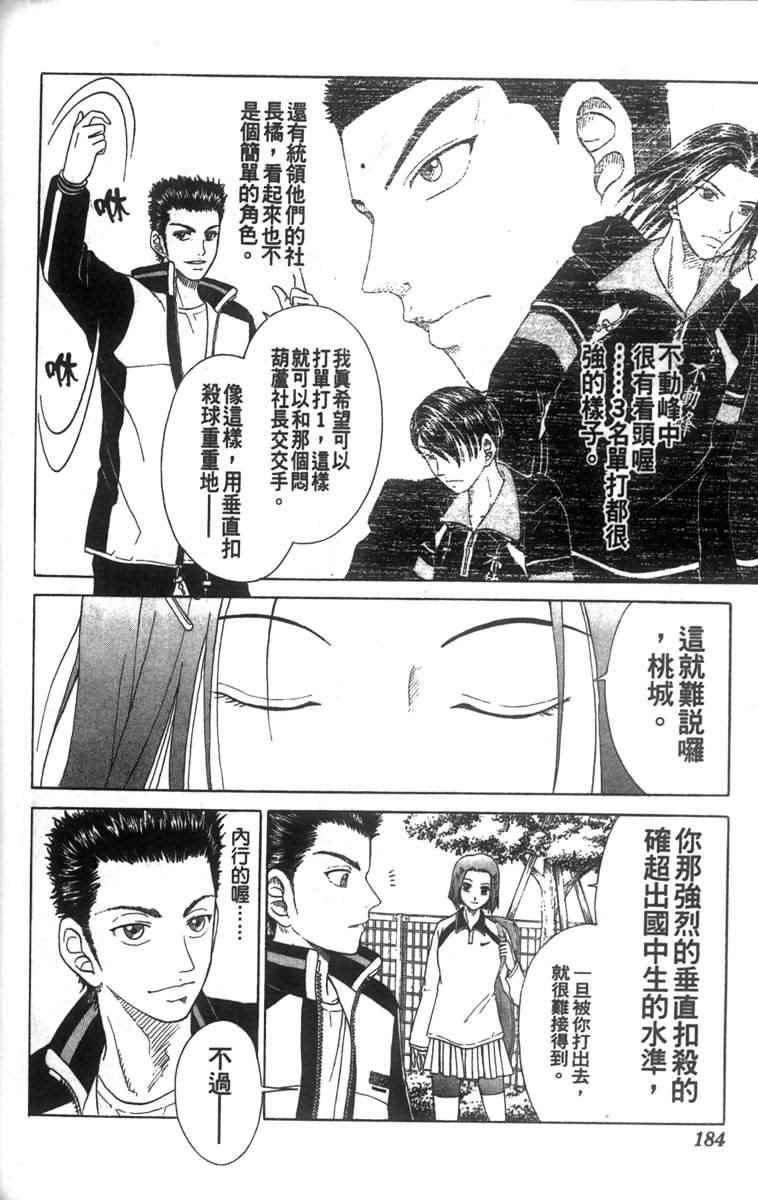 不動峰中
很有看頭喔
……3名單打都很
強的樣子。
還有統領他們的社
長橘，看起來也不
是個簡單的角色。
我真希望可以
打單打1，這樣
就可以和那個悶
葫蘆社長交交手。
像這樣，用垂直扣
殺球重重地——
咻
咻
這就難說囉
，桃城。
你那強烈的垂直扣殺的
確超出國中生的水準，
一旦被你打出去，
就很難接得到。
內行的喔……
不過——
184